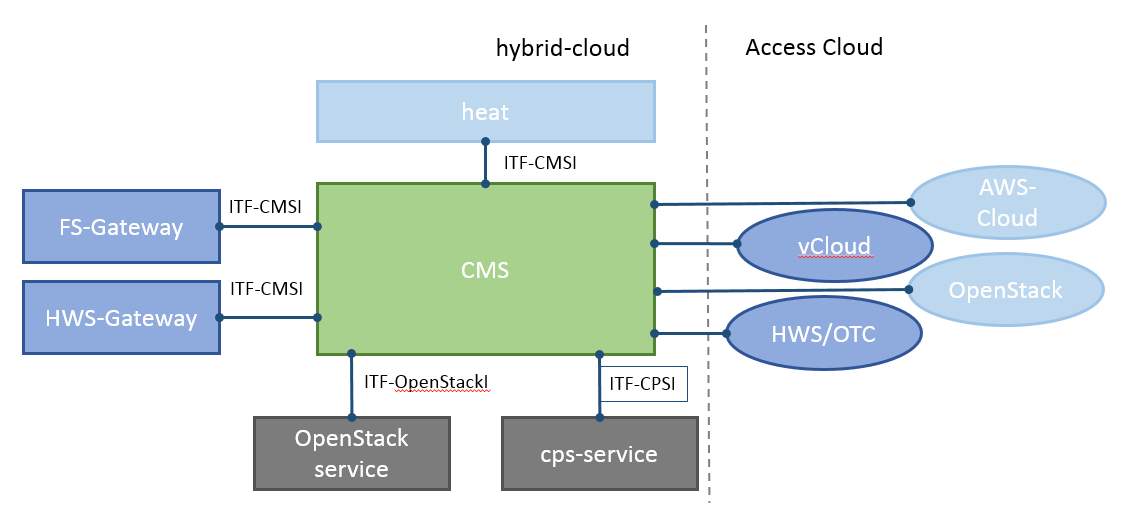 hybrid-cloud
Access Cloud
heat
ITF-CMSI
FS-Gateway
ITF-CMSI
CMS
AWS-
Cloud
vCloud
HWS-Gateway
ITF-CMSI
OpenStack
HWS/OTC
ITF-OpenStackI
ITF-CPSI
OpenStack
service
cps-service